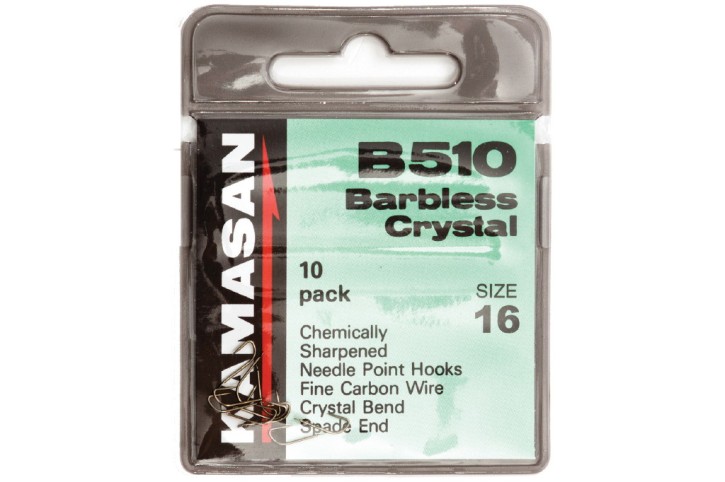 KAMASAN
B510
Barbless
Crystal
10
pack
SIZE
16
Chemically
Sharpened
Needle Point Hooks
Fine Carbon Wire
Crystal Bend
Spade End